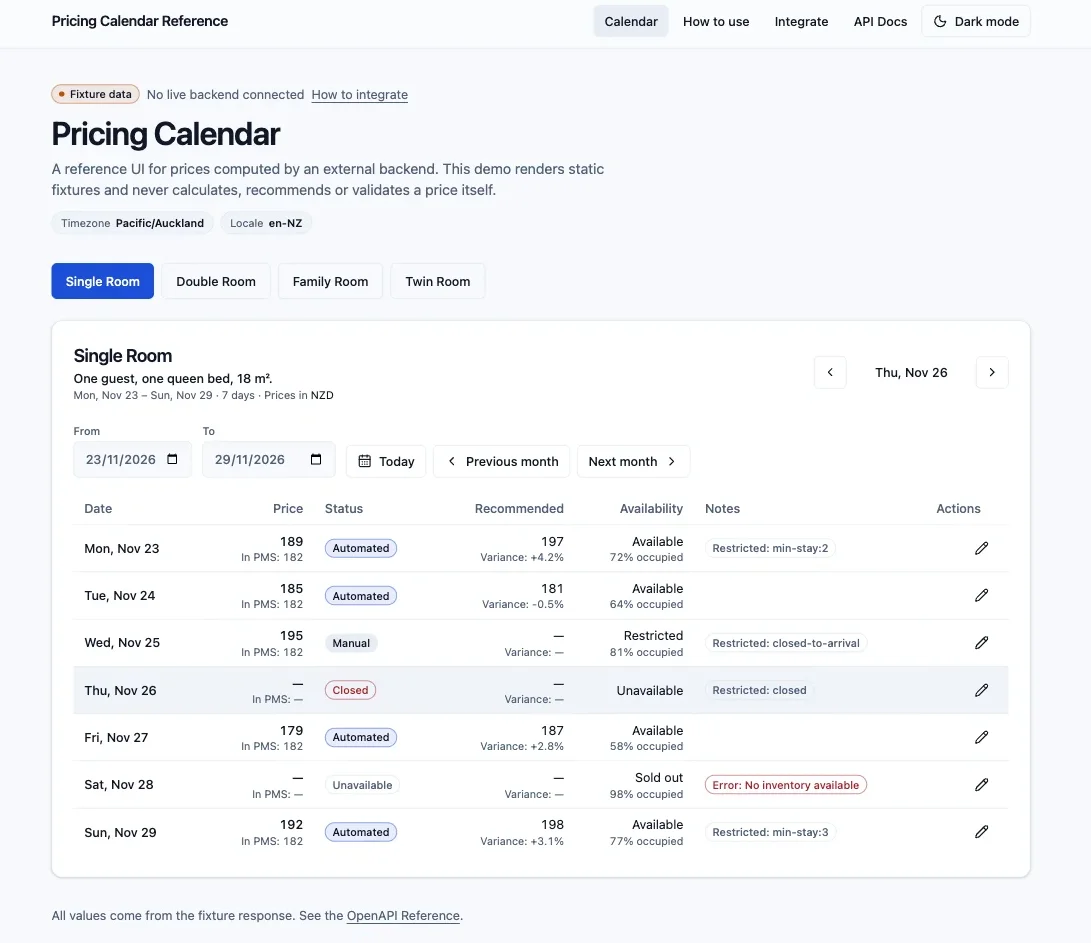 Pricing Calendar Reference
Calendar How to use Integrate API Docs Dark mode
Fixture data No live backend connected How to integrate
Pricing Calendar
A reference UI for prices computed by an external backend. This demo renders static
fixtures and never calculates, recommends or validates a price itself.
Timezone Pacific/Auckland Locale en-NZ
Single Room Double Room Family Room Twin Room
Single Room
One guest, one queen bed, 18 m².
Mon, Nov 23 – Sun, Nov 29 · 7 days · Prices in NZD
Thu, Nov 26
From To
23/11/2026 29/11/2026 Today Previous month Next month
Date Price Status Recommended Availability Notes Actions
Mon, Nov 23 189 Automated 197 Available Restricted: min-stay:2
In PMS: 182 Variance: +4.2% 72% occupied
Tue, Nov 24 185 Automated 181 Available
In PMS: 182 Variance: -0.5% 64% occupied
Wed, Nov 25 195 Manual — Restricted Restricted: closed-to-arrival
In PMS: 182 Variance: — 81% occupied
Thu, Nov 26 — Closed — Unavailable Restricted: closed
In PMS: — Variance: —
Fri, Nov 27 179 Automated 187 Available
In PMS: 182 Variance: +2.8% 58% occupied
Sat, Nov 28 — Unavailable — Sold out Error: No inventory available
In PMS: — Variance: — 98% occupied
Sun, Nov 29 192 Automated 198 Available Restricted: min-stay:3
In PMS: 182 Variance: +3.1% 77% occupied
All values come from the fixture response. See the OpenAPI Reference.